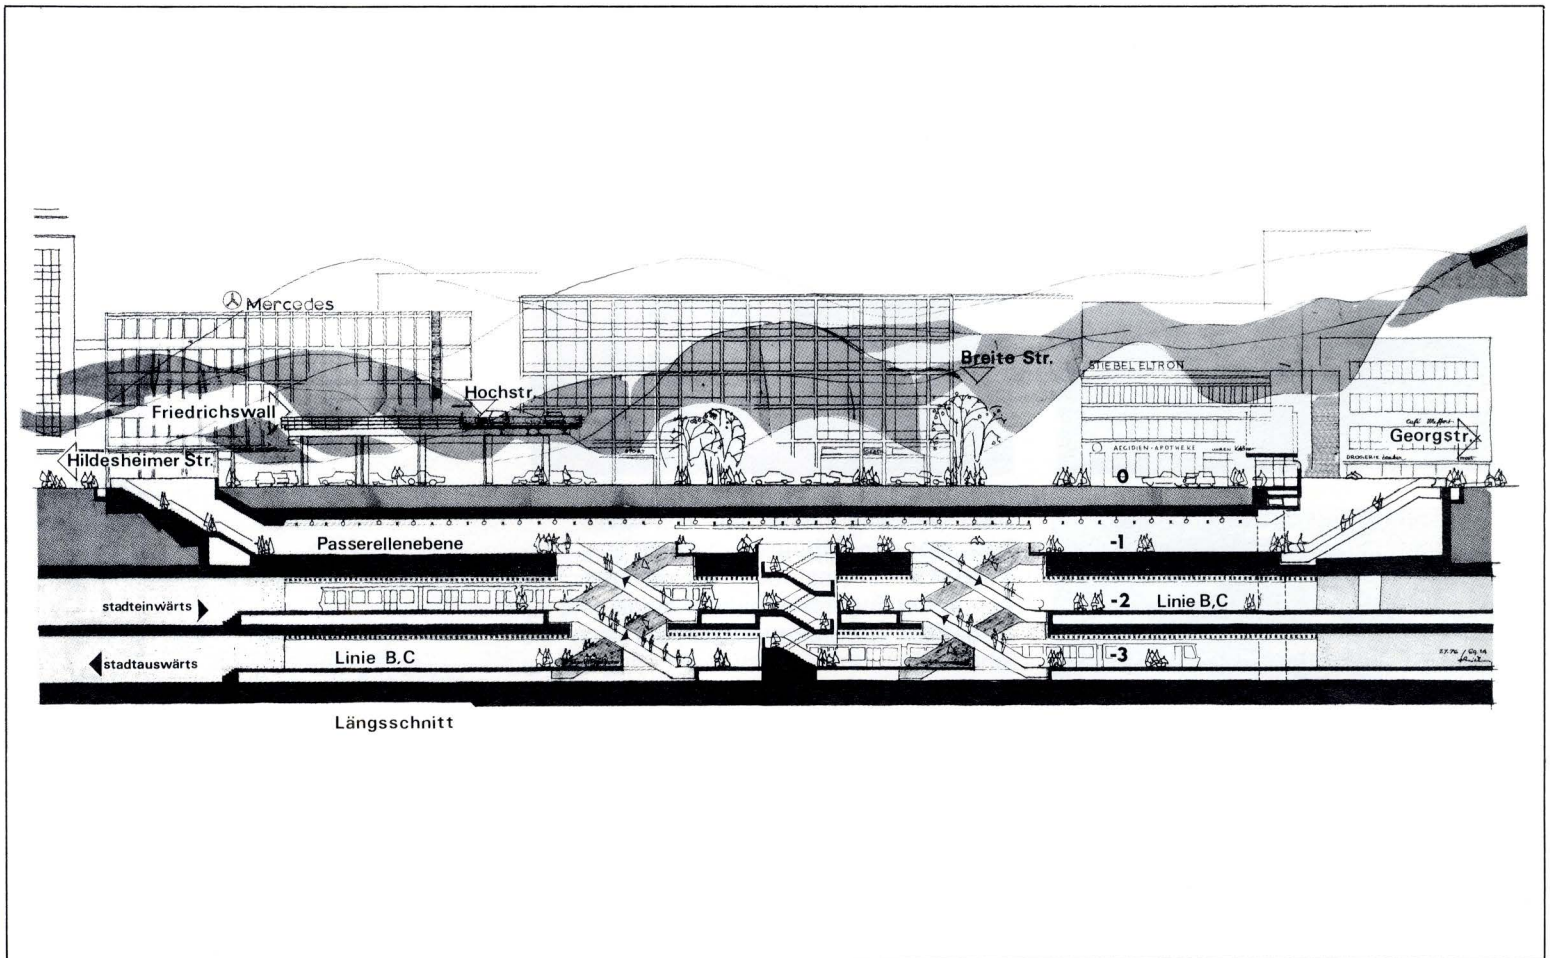 Mercedes
Hochstr.
Breite Str.
STIEBEL ELTRON
Friedrichswall
Georgstr.
Hildesheimer Str.
AEGIDIEN-APOTHEKE
DROGERIE
0
Passerellenebene
-1
stadteinwärts
-2 Linie B,C
stadtauswärts
Linie B,C
-3
Längsschnitt